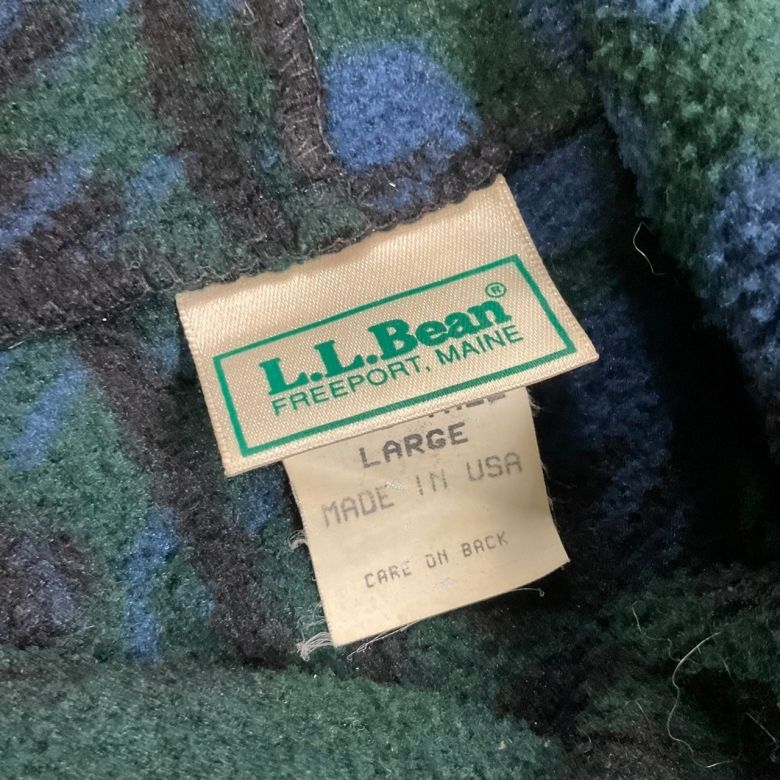 L.L.Bean®
FREEPORT, MAINE
LARGE
MADE IN USA
CARE ON BACK